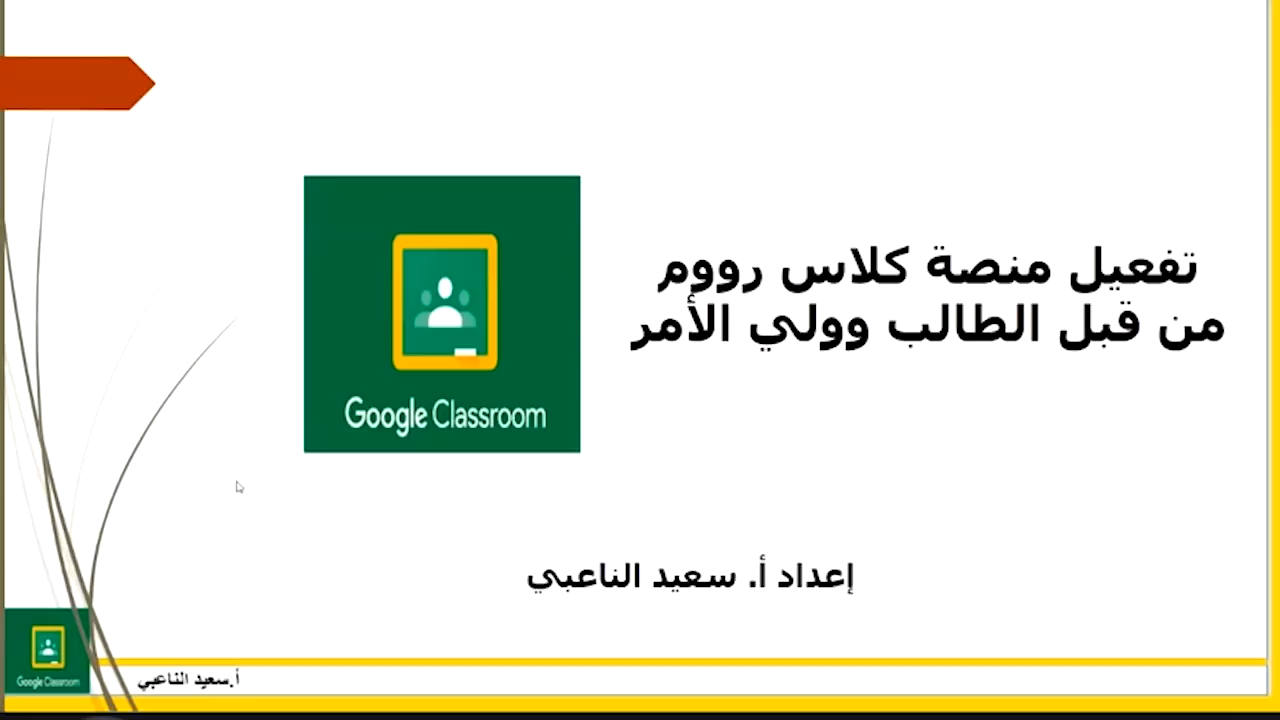 تفعيل منصة كلاس رووم
من قبل الطالب وولي الأمر
Google Classroom
إعداد أ. سعيد الناعبي
Google Classroom
أ.سعيد الناعبي